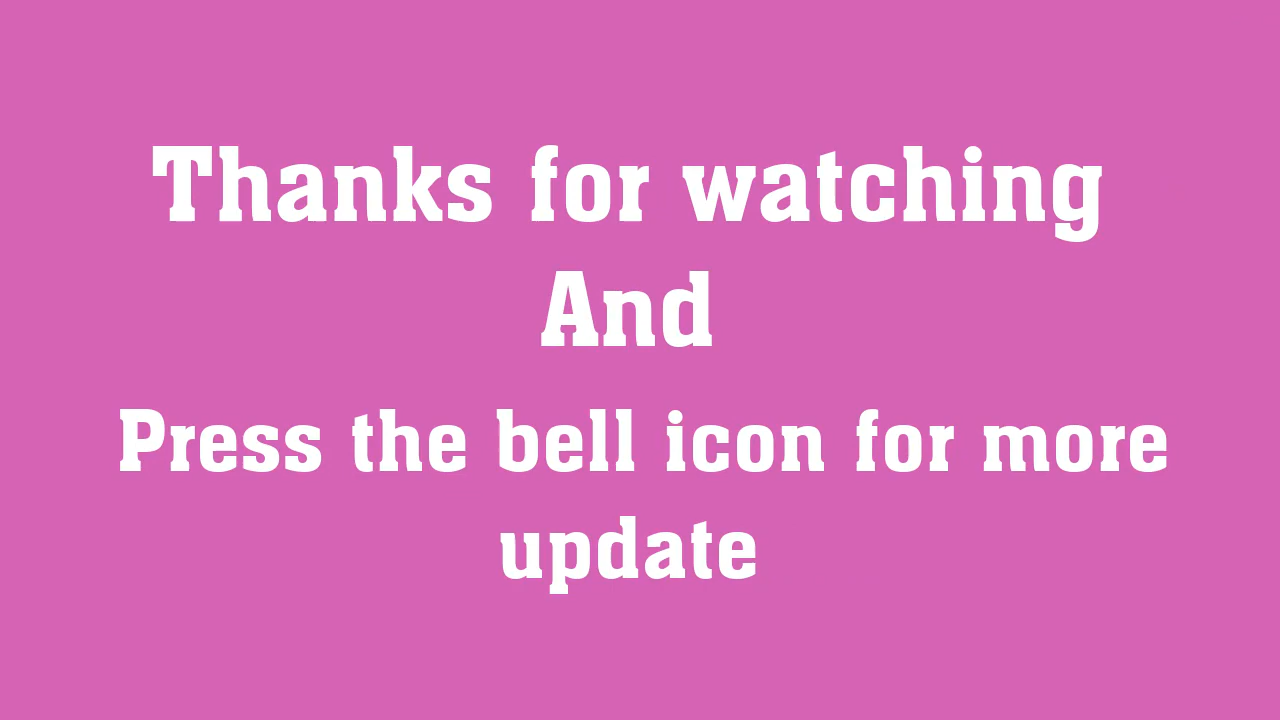 Thanks for watching
And
Press the bell icon for more
update